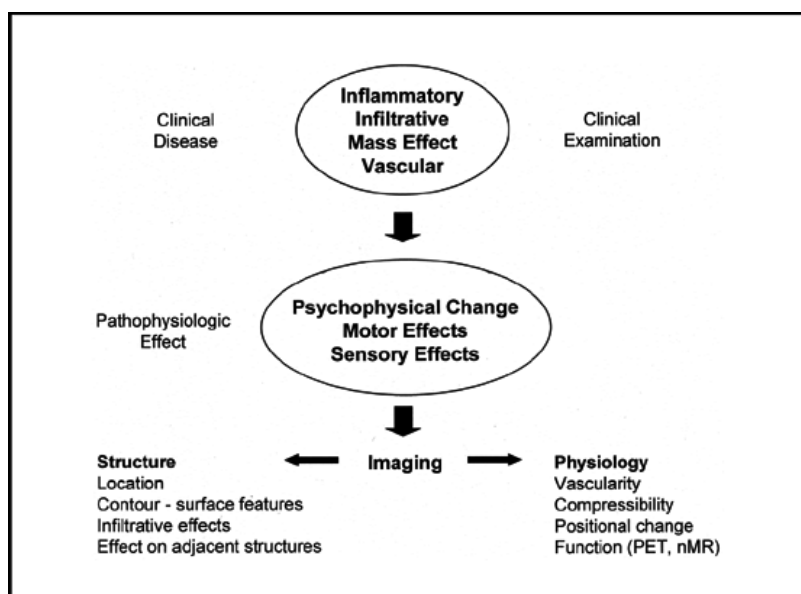 Clinical
Disease
Inflammatory
Infiltrative
Mass Effect
Vascular
Clinical
Examination
Pathophysiologic
Effect
Psychophysical Change
Motor Effects
Sensory Effects
Imaging
Structure
Location
Contour - surface features
Infiltrative effects
Effect on adjacent structures
Physiology
Vascularity
Compressibility
Positional change
Function (PET, nMR)